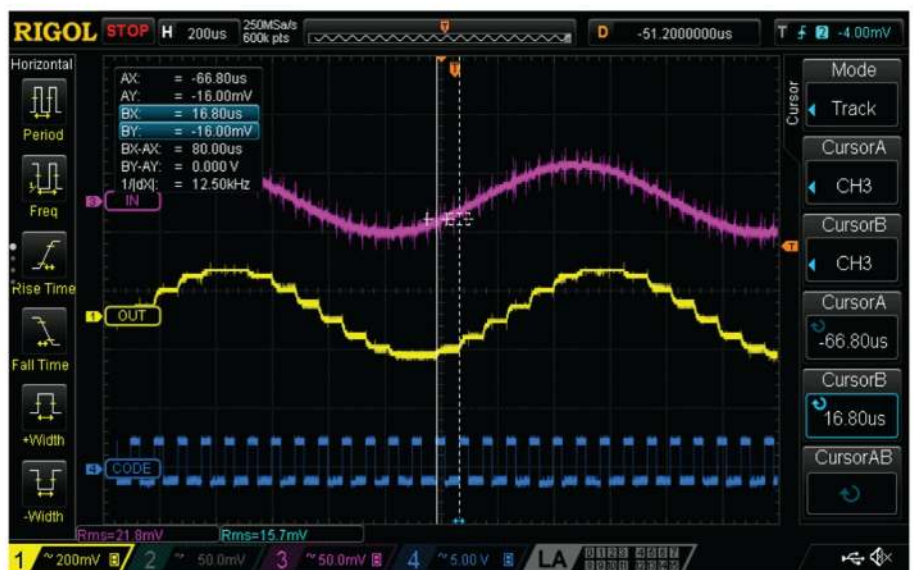 RIGOL STOP H 200us 250MSa/s 600k pts D -51.2000000us T 2 -4.00mV
Horizontal
Period
Freq
Rise Time
Fall Time
+Width
-Width
AX: = -66.80us
AY: = -16.00mV
BX: = 16.80us
BY: = -16.00mV
BX-AX: = 80.00us
BY-AY: = 0.000 V
1/|dX|: = 12.50kHz
T
3 IN
T
1 OUT
4 CODE
Cursor
Mode
Track
CursorA
CH3
CursorB
CH3
CursorA
-66.80us
CursorB
16.80us
CursorAB
Rms=21.8mV Rms=15.7mV
1 ~ 200mV B 2 ~ 50.0mV 3 ~ 50.0mV B 4 ~ 5.00 V B LA